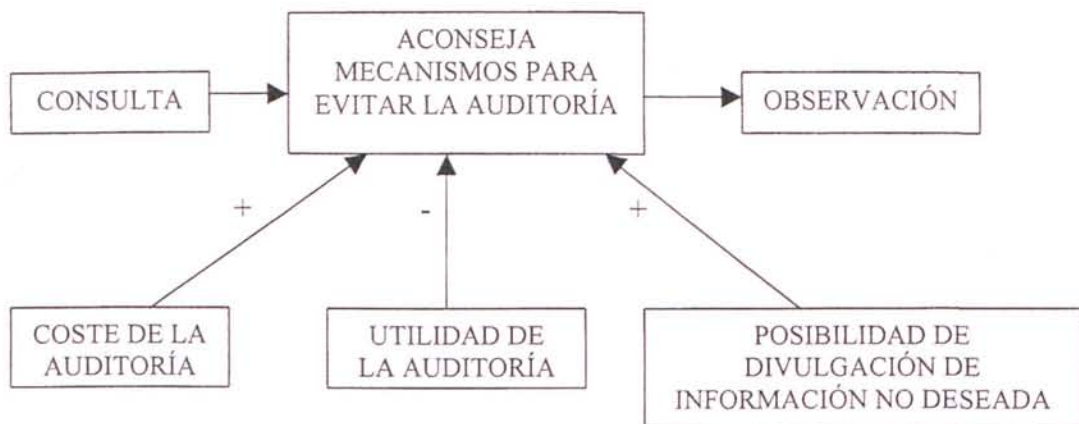 ACONSEJA
MECANISMOS PARA
EVITAR LA AUDITORÍA
CONSULTA
OBSERVACIÓN
+
-
+
COSTE DE LA
AUDITORÍA
UTILIDAD DE
LA AUDITORÍA
POSIBILIDAD DE
DIVULGACIÓN DE
INFORMACIÓN NO DESEADA